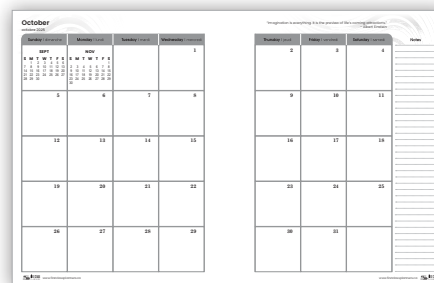 October
octubre 2025
"Imagination is everything. It is the preview of life's coming attractions."
Albert Einstein
Sunday / domingo Monday / lunes Tuesday / martes Wednesday / miércoles
Thursday / jueves Friday / viernes Saturday / sábado Notes
SEPT NOV
S M T W T F S S M T W T F S
1
2 3 4
5 6 7 8
9 10 11
12 13 14 15
16 17 18
19 20 21 22
23 24 25
26 27 28 29
30 31